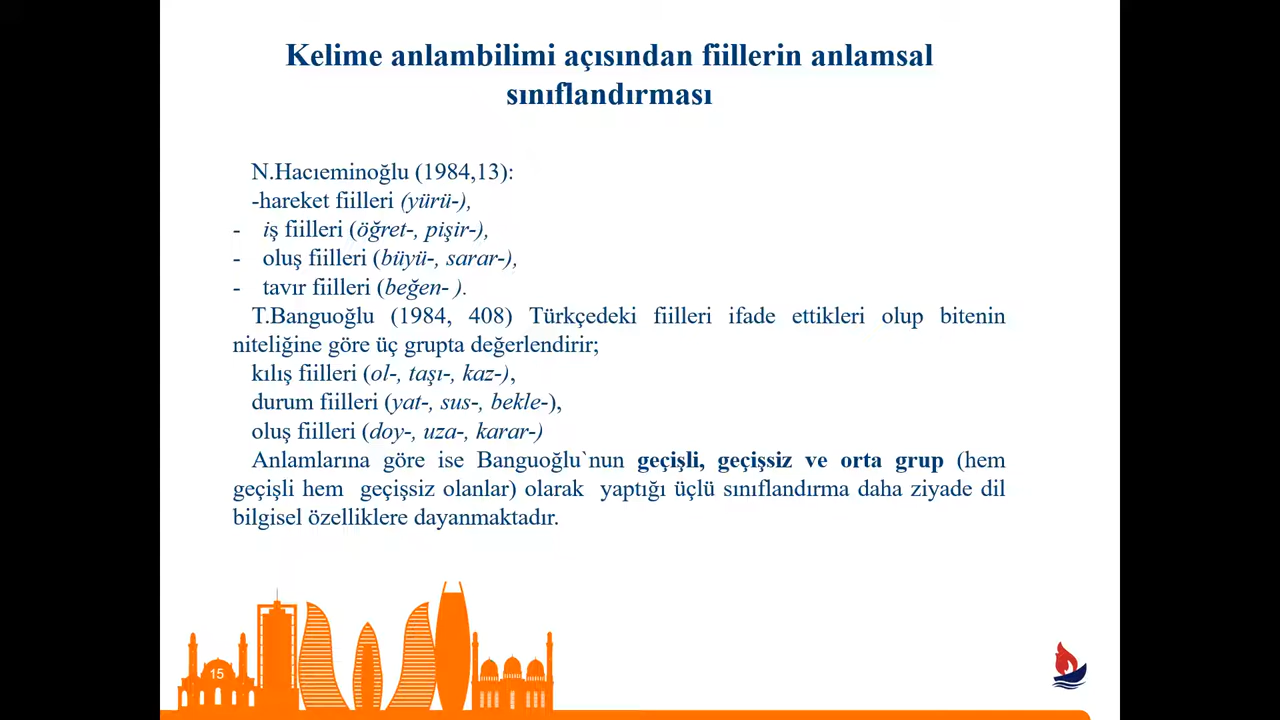 Kelime anlambilimi açısından fiillerin anlamsal
sınıflandırması
N.Hacıeminoğlu (1984,13):
-hareket fiilleri (yürü-),
- iş fiilleri (öğret-, pişir-),
- oluş fiilleri (büyü-, sarar-),
- tavır fiilleri (beğen- ).
T.Banguoğlu (1984, 408) Türkçedeki fiilleri ifade ettikleri olup bitenin
niteliğine göre üç grupta değerlendirir;
kılış fiilleri (ol-, taşı-, kaz-),
durum fiilleri (yat-, sus-, bekle-),
oluş fiilleri (doy-, uza-, karar-)
Anlamlarına göre ise Banguoğlu`nun geçişli, geçişsiz ve orta grup (hem
geçişli hem geçişsiz olanlar) olarak yaptığı üçlü sınıflandırma daha ziyade dil
bilgisel özelliklere dayanmaktadır.
15